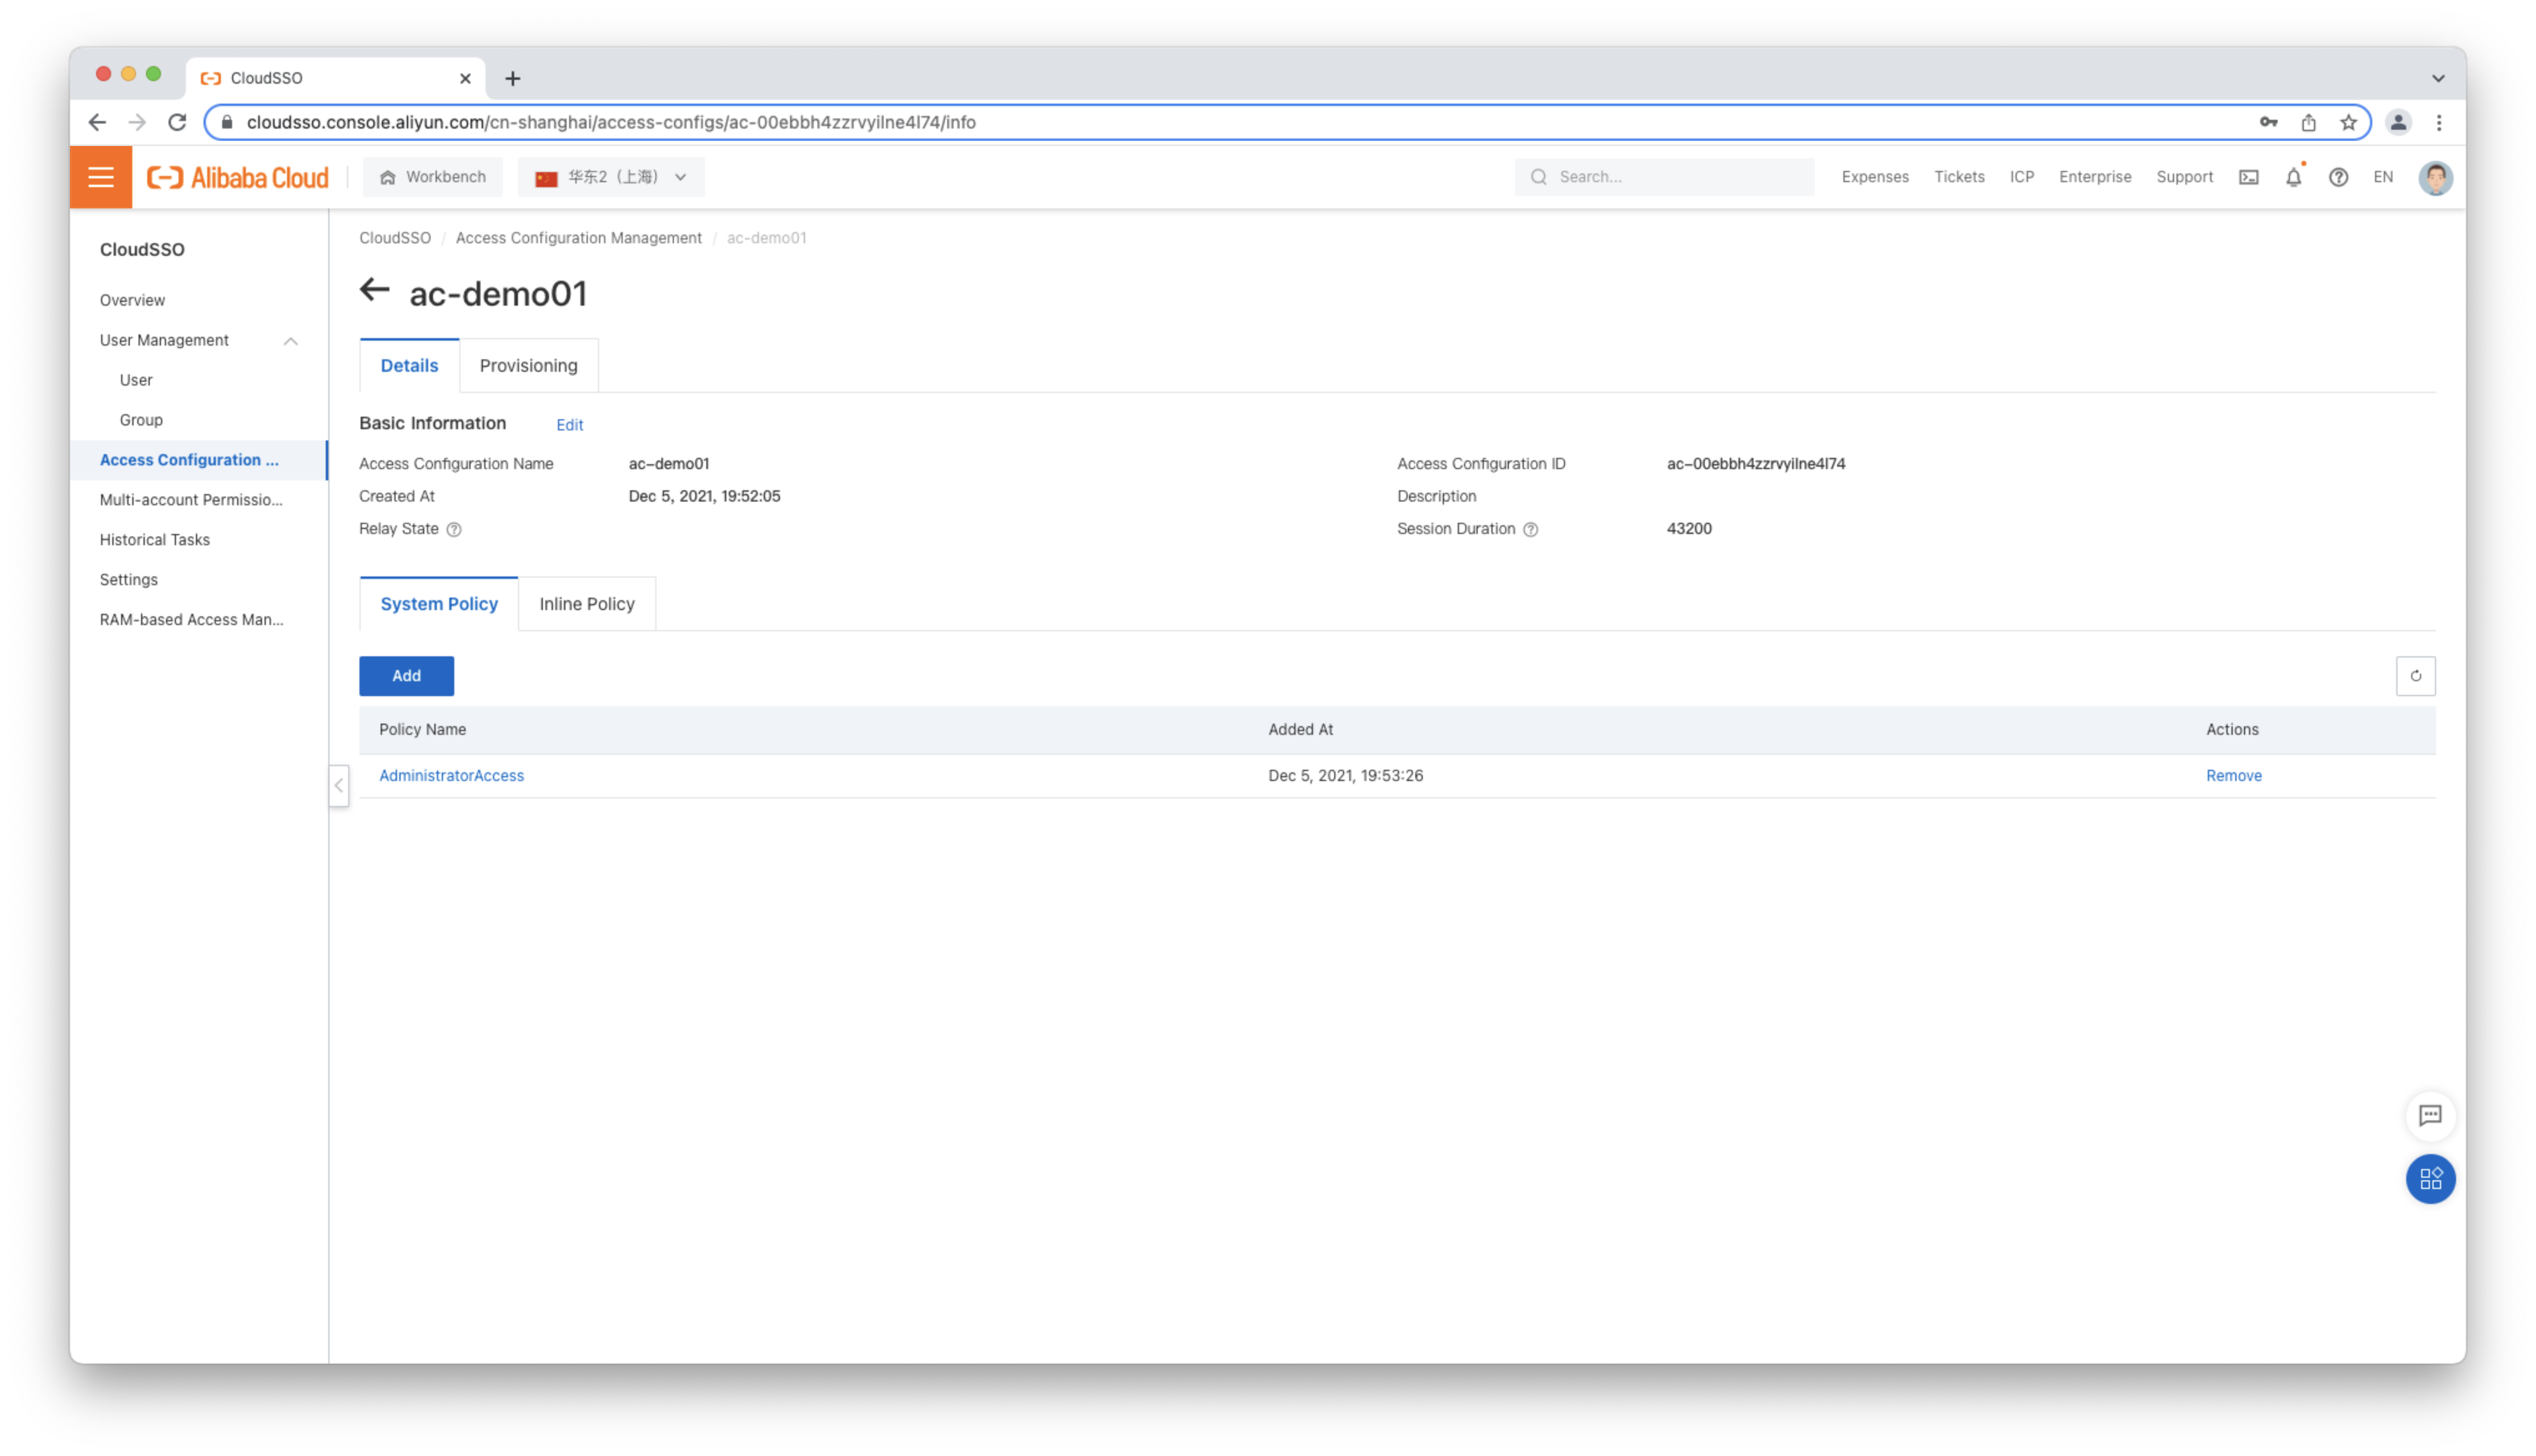 CloudSSO
cloudsso.console.aliyun.com/cn-shanghai/access-configs/ac-00ebbh4zzrvyilne4l74/info
Alibaba Cloud
Workbench
华东2（上海）
Search...
Expenses
Tickets
ICP
Enterprise
Support
EN
CloudSSO
Overview
User Management
User
Group
Access Configuration ...
Multi-account Permissio...
Historical Tasks
Settings
RAM-based Access Man...
CloudSSO / Access Configuration Management / ac-demo01
ac-demo01
Details
Provisioning
Basic Information Edit
Access Configuration Name ac-demo01
Access Configuration ID ac-00ebbh4zzrvyilne4l74
Created At Dec 5, 2021, 19:52:05
Description
Relay State
Session Duration 43200
System Policy
Inline Policy
Add
Policy Name Added At Actions
AdministratorAccess Dec 5, 2021, 19:53:26 Remove